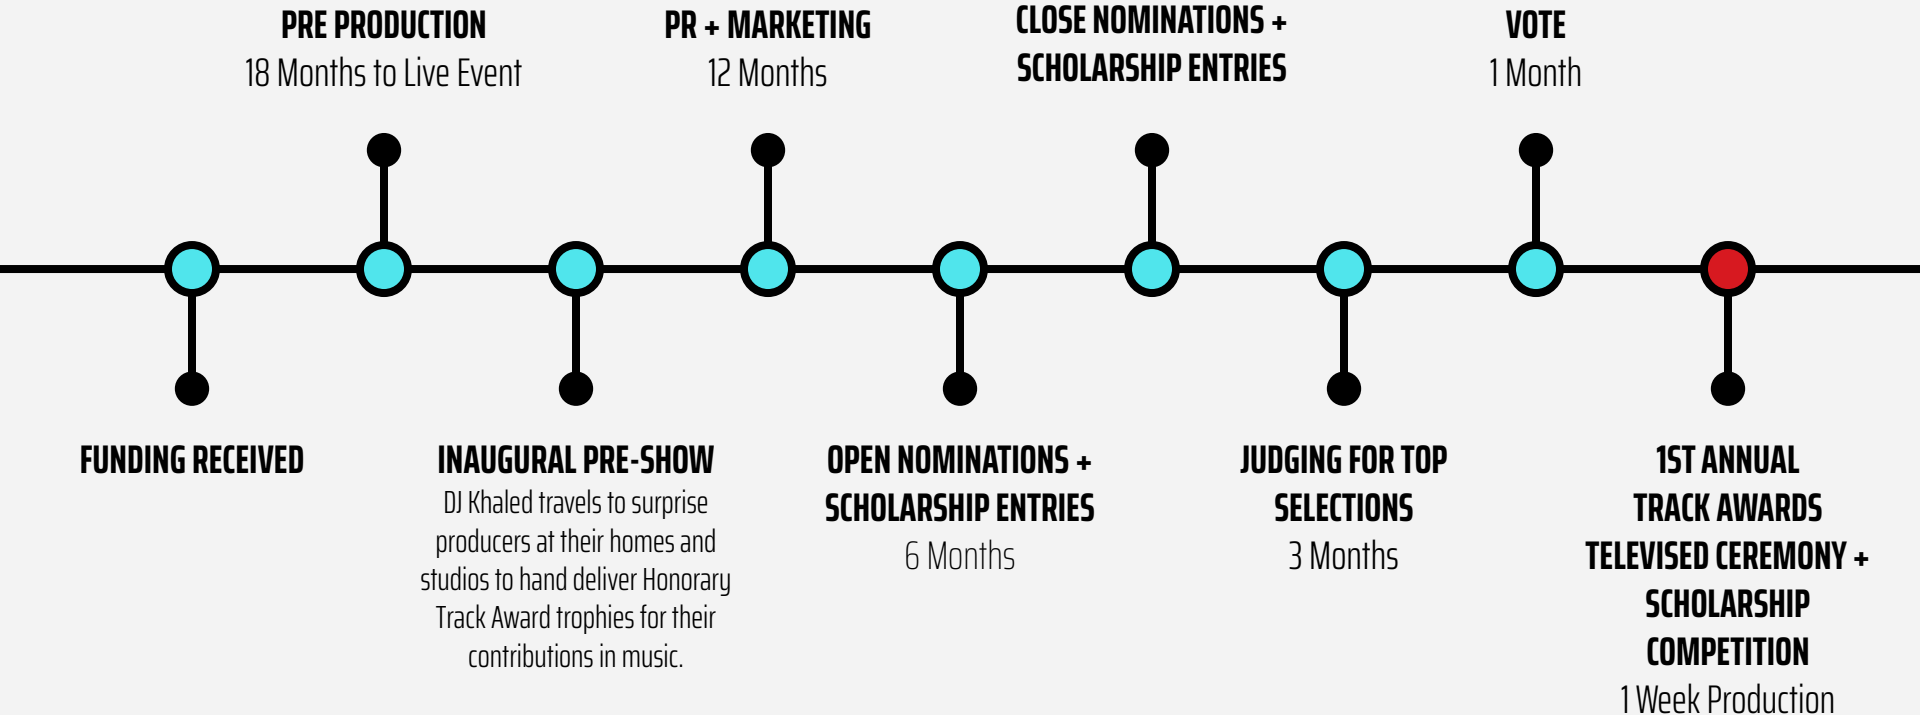 PRE PRODUCTION
18 Months to Live Event
PR + MARKETING
12 Months
CLOSE NOMINATIONS +
SCHOLARSHIP ENTRIES
VOTE
1 Month
FUNDING RECEIVED
INAUGURAL PRE-SHOW
DJ Khaled travels to surprise
producers at their homes and
studios to hand deliver Honorary
Track Award trophies for their
contributions in music.
OPEN NOMINATIONS +
SCHOLARSHIP ENTRIES
6 Months
JUDGING FOR TOP
SELECTIONS
3 Months
1ST ANNUAL
TRACK AWARDS
TELEVISED CEREMONY +
SCHOLARSHIP
COMPETITION
1 Week Production